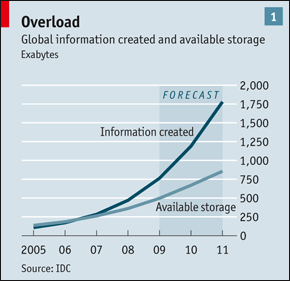 Overload
1
Global information created and available storage
Exabytes
FORECAST
2,000
1,750
1,500
1,250
1,000
750
500
250
0
Information created
Available storage
2005 06 07 08 09 10 11
Source: IDC